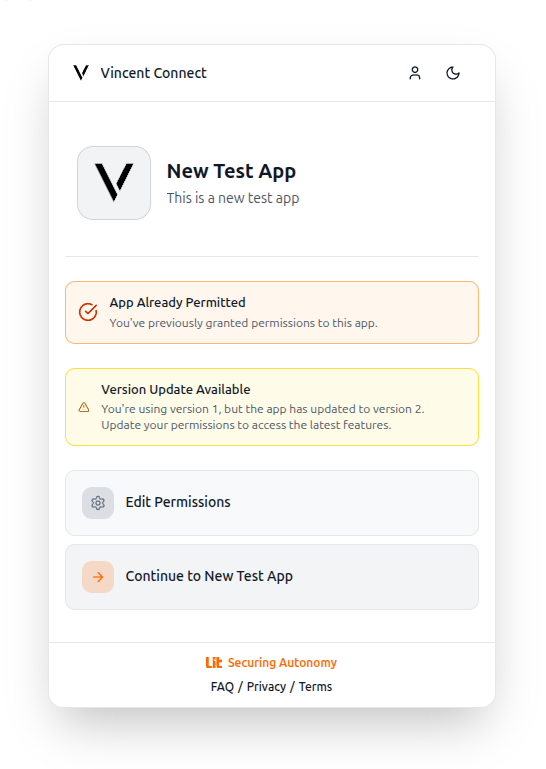 Vincent Connect
New Test App
This is a new test app
App Already Permitted
You've previously granted permissions to this app.
Version Update Available
You're using version 1, but the app has updated to version 2.
Update your permissions to access the latest features.
Edit Permissions
Continue to New Test App
Lit Securing Autonomy
FAQ / Privacy / Terms